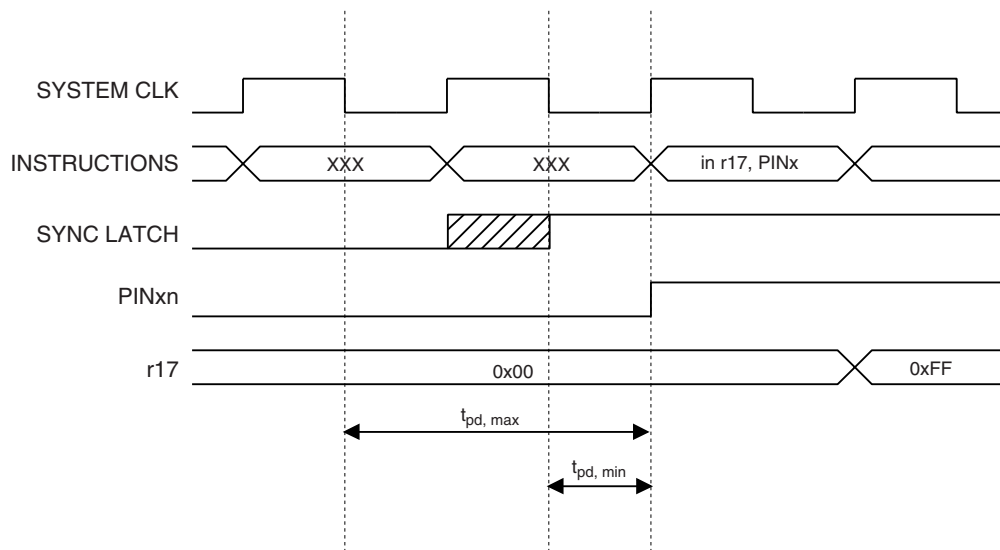 SYSTEM CLK
INSTRUCTIONS XXX XXX in r17, PINx
SYNC LATCH
PINxn
r17 0x00 0xFF
tpd, max
tpd, min